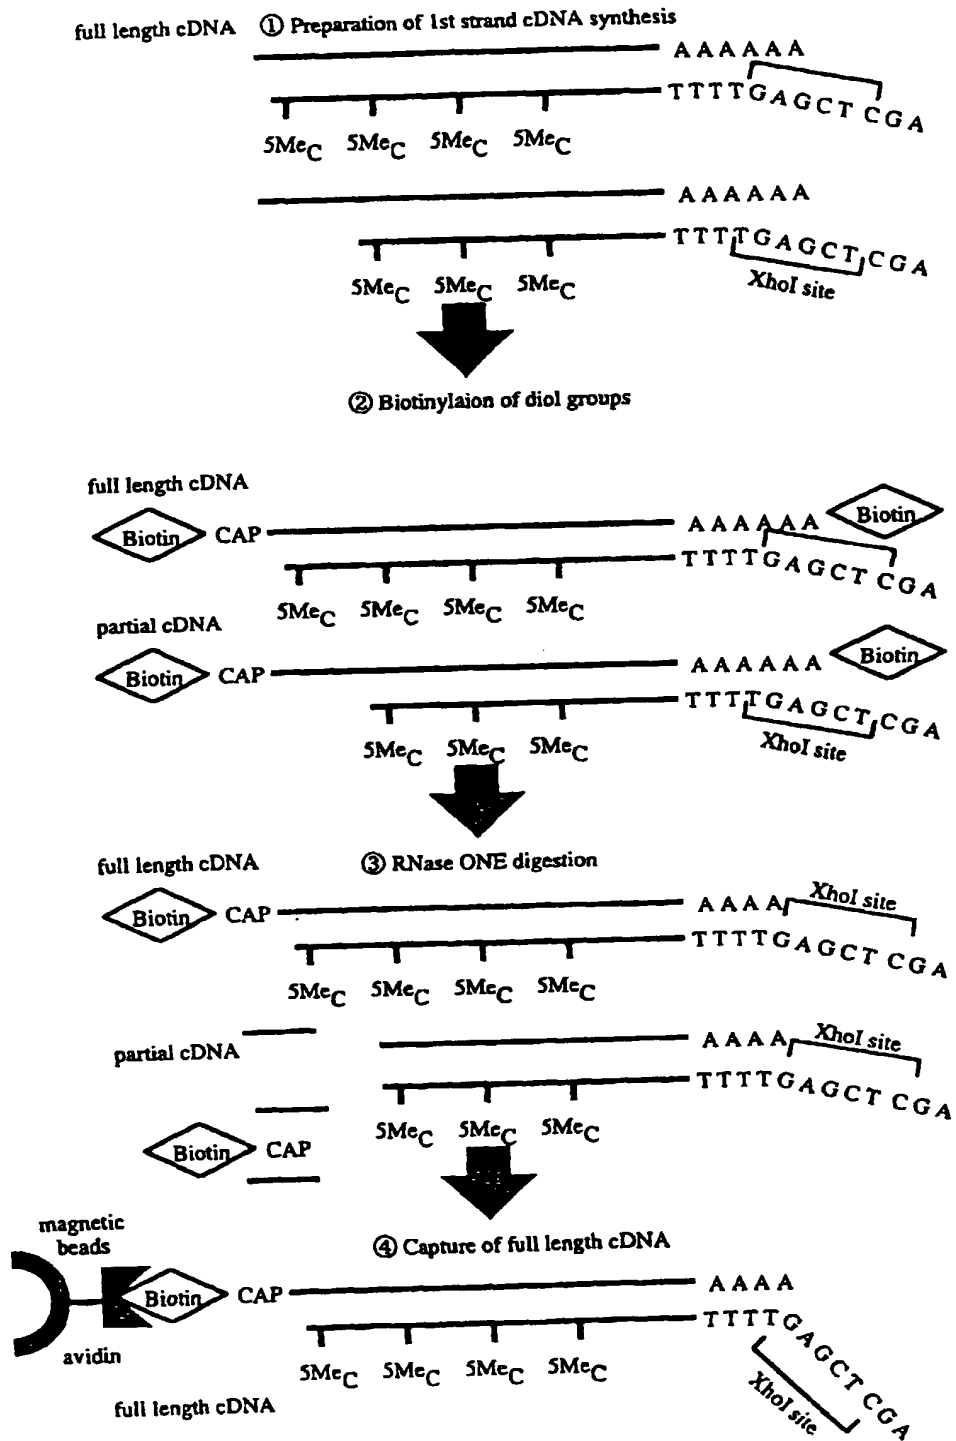 full length cDNA ① Preparation of 1st strand cDNA synthesis
AAAAAA
TTTTGAGCTCGA
5MeC 5MeC 5MeC 5MeC
AAAAAA
TTTTGAGCTCGA
5MeC 5MeC 5MeC
XhoI site
② Biotinylaion of diol groups
full length cDNA
Biotin CAP AAAAAA Biotin
TTTTGAGCTCGA
5MeC 5MeC 5MeC 5MeC
partial cDNA
Biotin CAP AAAAAA Biotin
TTTTGAGCTCGA
5MeC 5MeC 5MeC
XhoI site
full length cDNA ③ RNase ONE digestion
Biotin CAP AAAA XhoI site
TTTTGAGCTCGA
5MeC 5MeC 5MeC 5MeC
partial cDNA AAAA XhoI site
TTTTGAGCTCGA
5MeC 5MeC 5MeC
Biotin CAP
magnetic
beads
④ Capture of full length cDNA
Biotin CAP AAAA
TTTTGAGCTCGA
avidin
5MeC 5MeC 5MeC 5MeC
XhoI site
full length cDNA